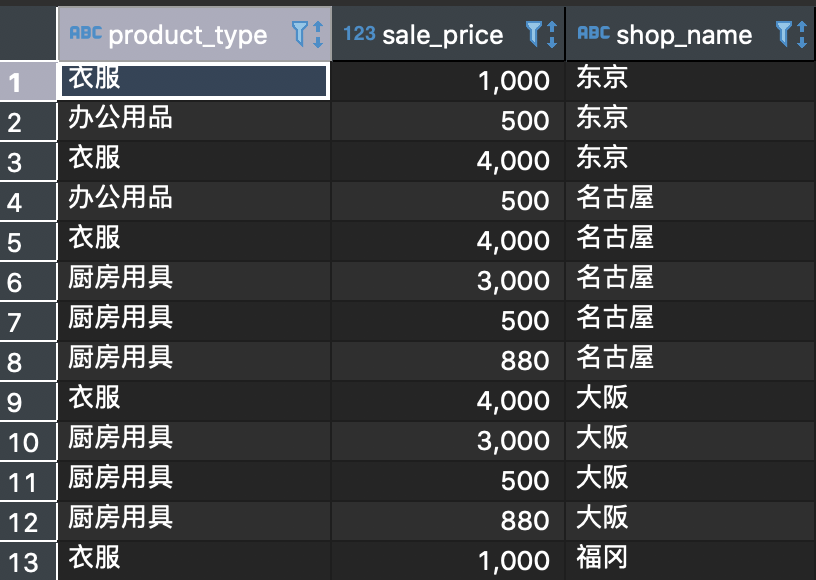 ABC product_type 123 sale_price ABC shop_name
1 衣服 1,000 东京
2 办公用品 500 东京
3 衣服 4,000 东京
4 办公用品 500 名古屋
5 衣服 4,000 名古屋
6 厨房用具 3,000 名古屋
7 厨房用具 500 名古屋
8 厨房用具 880 名古屋
9 衣服 4,000 大阪
10 厨房用具 3,000 大阪
11 厨房用具 500 大阪
12 厨房用具 880 大阪
13 衣服 1,000 福冈